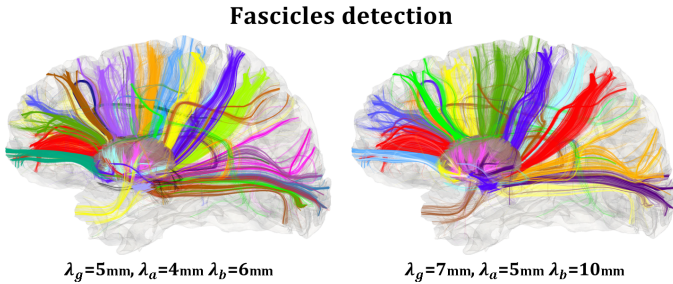 Fascicles detection
λg=5mm, λa=4mm λb=6mm
λg=7mm, λa=5mm λb=10mm